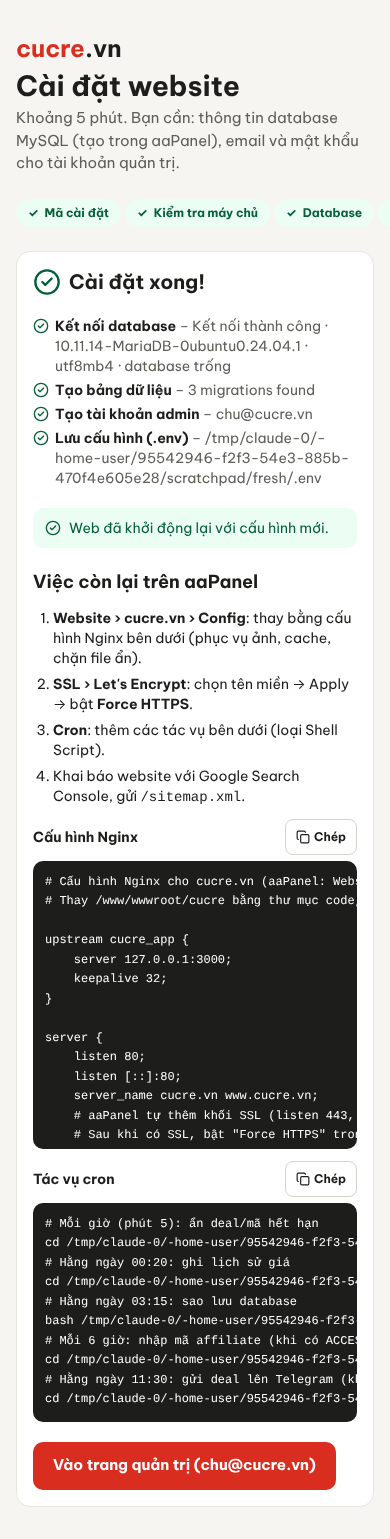 cucre.vn
Cài đặt website
Khoảng 5 phút. Bạn cần: thông tin database
MySQL (tạo trong aaPanel), email và mật khẩu
cho tài khoản quản trị.
✓ Mã cài đặt ✓ Kiểm tra máy chủ ✓ Database
Cài đặt xong!
Kết nối database – Kết nối thành công ·
10.11.14-MariaDB-0ubuntu0.24.04.1 ·
utf8mb4 · database trống
Tạo bảng dữ liệu – 3 migrations found
Tạo tài khoản admin – chu@cucre.vn
Lưu cấu hình (.env) – /tmp/claude-0/-
home-user/95542946-f2f3-54e3-885b-
470f4e605e28/scratchpad/fresh/.env
Web đã khởi động lại với cấu hình mới.
Việc còn lại trên aaPanel
1. Website › cucre.vn › Config: thay bằng cấu
hình Nginx bên dưới (phục vụ ảnh, cache,
chặn file ẩn).
2. SSL › Let's Encrypt: chọn tên miền → Apply
→ bật Force HTTPS.
3. Cron: thêm các tác vụ bên dưới (loại Shell
Script).
4. Khai báo website với Google Search
Console, gửi /sitemap.xml.
Cấu hình Nginx
Chép
# Cấu hình Nginx cho cucre.vn (aaPanel: Webs
# Thay /www/wwwroot/cucre bằng thư mục code,
upstream cucre_app {
server 127.0.0.1:3000;
keepalive 32;
}
server {
listen 80;
listen [::]:80;
server_name cucre.vn www.cucre.vn;
# aaPanel tự thêm khối SSL (listen 443,
# Sau khi có SSL, bật "Force HTTPS" tron
Tác vụ cron
Chép
# Mỗi giờ (phút 5): ẩn deal/mã hết hạn
cd /tmp/claude-0/-home-user/95542946-f2f3-54
# Hằng ngày 00:20: ghi lịch sử giá
cd /tmp/claude-0/-home-user/95542946-f2f3-54
# Hằng ngày 03:15: sao lưu database
bash /tmp/claude-0/-home-user/95542946-f2f3-
# Mỗi 6 giờ: nhập mã affiliate (khi có ACCES
cd /tmp/claude-0/-home-user/95542946-f2f3-54
# Hằng ngày 11:30: gửi deal lên Telegram (kh
cd /tmp/claude-0/-home-user/95542946-f2f3-54
Vào trang quản trị (chu@cucre.vn)